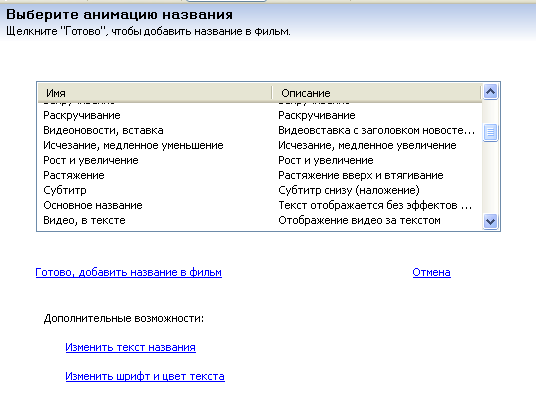 Выберите анимацию названия
Щелкните "Готово", чтобы добавить название в фильм.
Имя Описание
Раскручивание Раскручивание
Видеоновости, вставка Видеовставка с заголовком новосте...
Исчезание, медленное уменьшение Исчезание, медленное увеличение
Рост и увеличение Рост и увеличение
Растяжение Растяжение вверх и втягивание
Субтитр Субтитр снизу (наложение)
Основное название Текст отображается без эффектов ...
Видео, в тексте Отображение видео за текстом
Готово, добавить название в фильм Отмена
Дополнительные возможности:
Изменить текст названия
Изменить шрифт и цвет текста